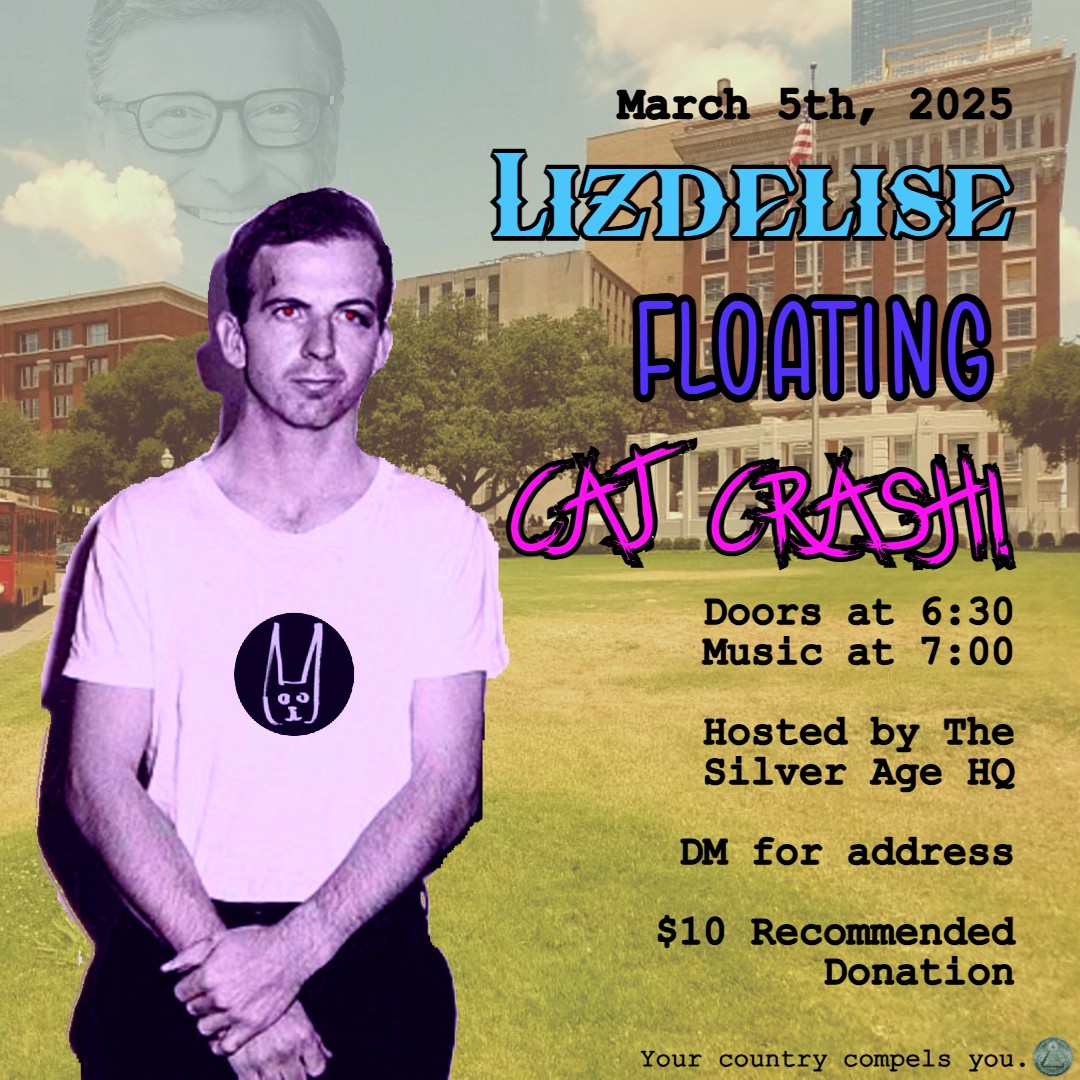 March 5th, 2025
LIZDELISE
FLOATING
CAT CRASH!
Doors at 6:30
Music at 7:00
Hosted by The
Silver Age HQ
DM for address
$10 Recommended
Donation
Your country compels you.